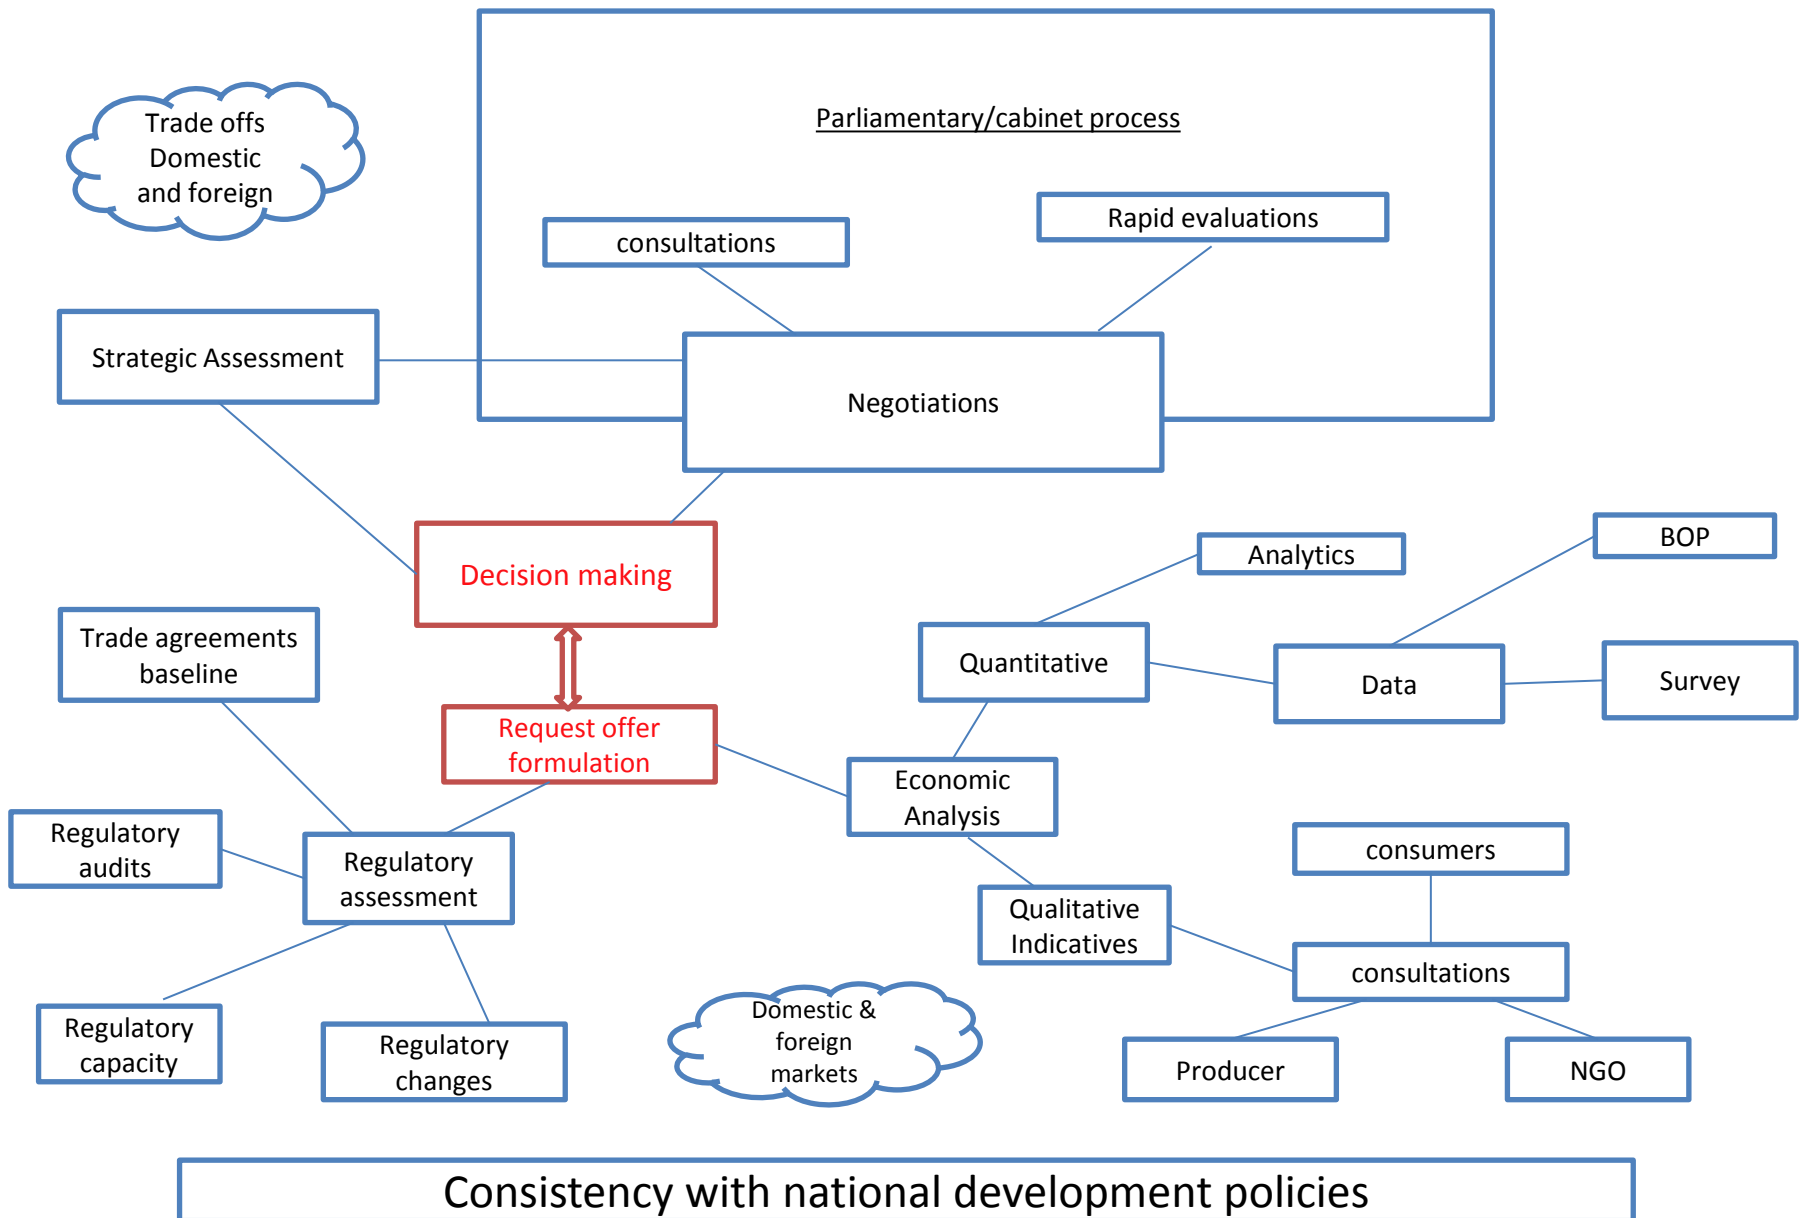 Parliamentary/cabinet process
Trade offs
Domestic
and foreign
consultations
Rapid evaluations
Strategic Assessment
Negotiations
Decision making
Analytics
BOP
Trade agreements
baseline
Quantitative
Data
Survey
Request offer
formulation
Economic
Analysis
Regulatory
audits
Regulatory
assessment
consumers
Qualitative
Indicatives
consultations
Regulatory
capacity
Regulatory
changes
Domestic &
foreign
markets
Producer
NGO
Consistency with national development policies